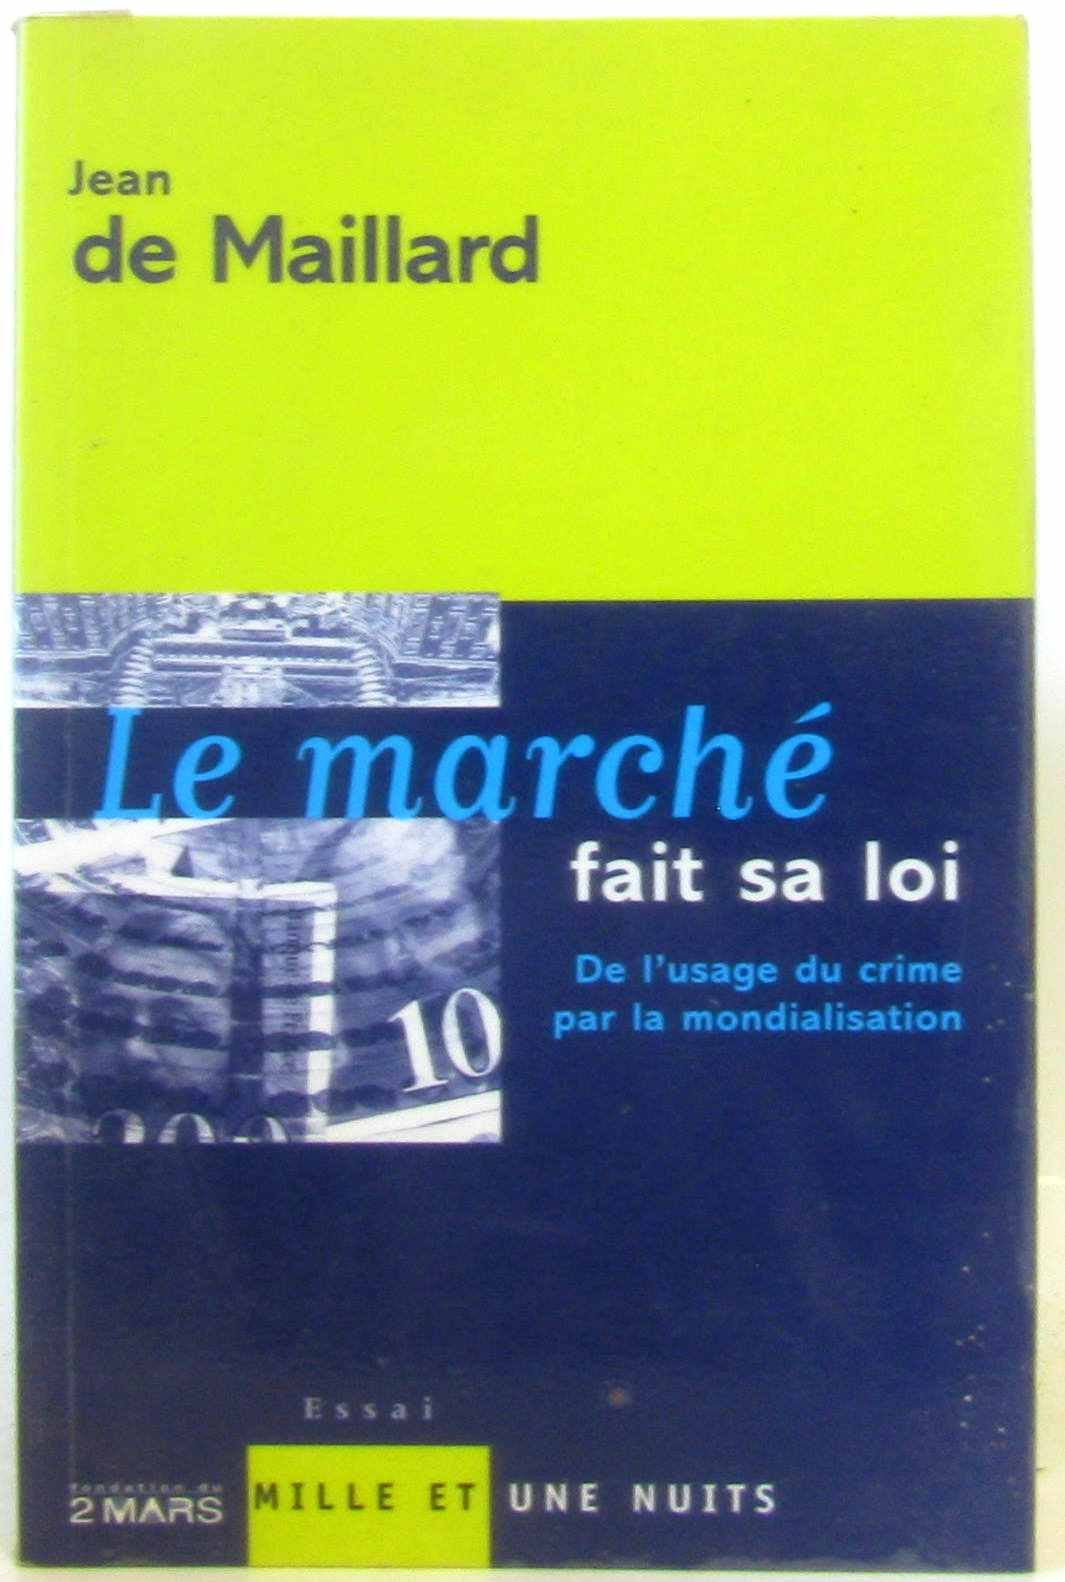 Jean
de Maillard
Le marché
fait sa loi
De l'usage du crime
par la mondialisation
10
200
Essai
fondation du
2 MARS
MILLE ET UNE NUITS